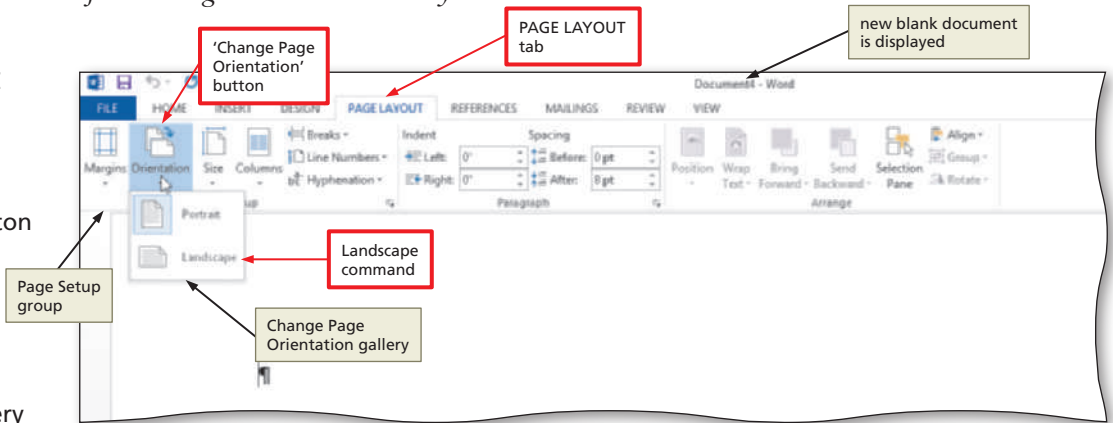 'Change Page
Orientation'
button
PAGE LAYOUT
tab
new blank document
is displayed
Document4 - Word
FILE HOME INSERT DESIGN PAGE LAYOUT REFERENCES MAILINGS REVIEW VIEW
Margins Orientation Size Columns
Breaks
Line Numbers
Hyphenation
Indent
Left: 0"
Right: 0"
Spacing
Before: 0 pt
After: 8 pt
Paragraph
Position Wrap Text Bring Forward Send Backward Selection Pane
Align
Group
Rotate
Arrange
Portrait
Landscape
ton
Landscape
command
Page Setup
group
Change Page
Orientation gallery
¶
ery